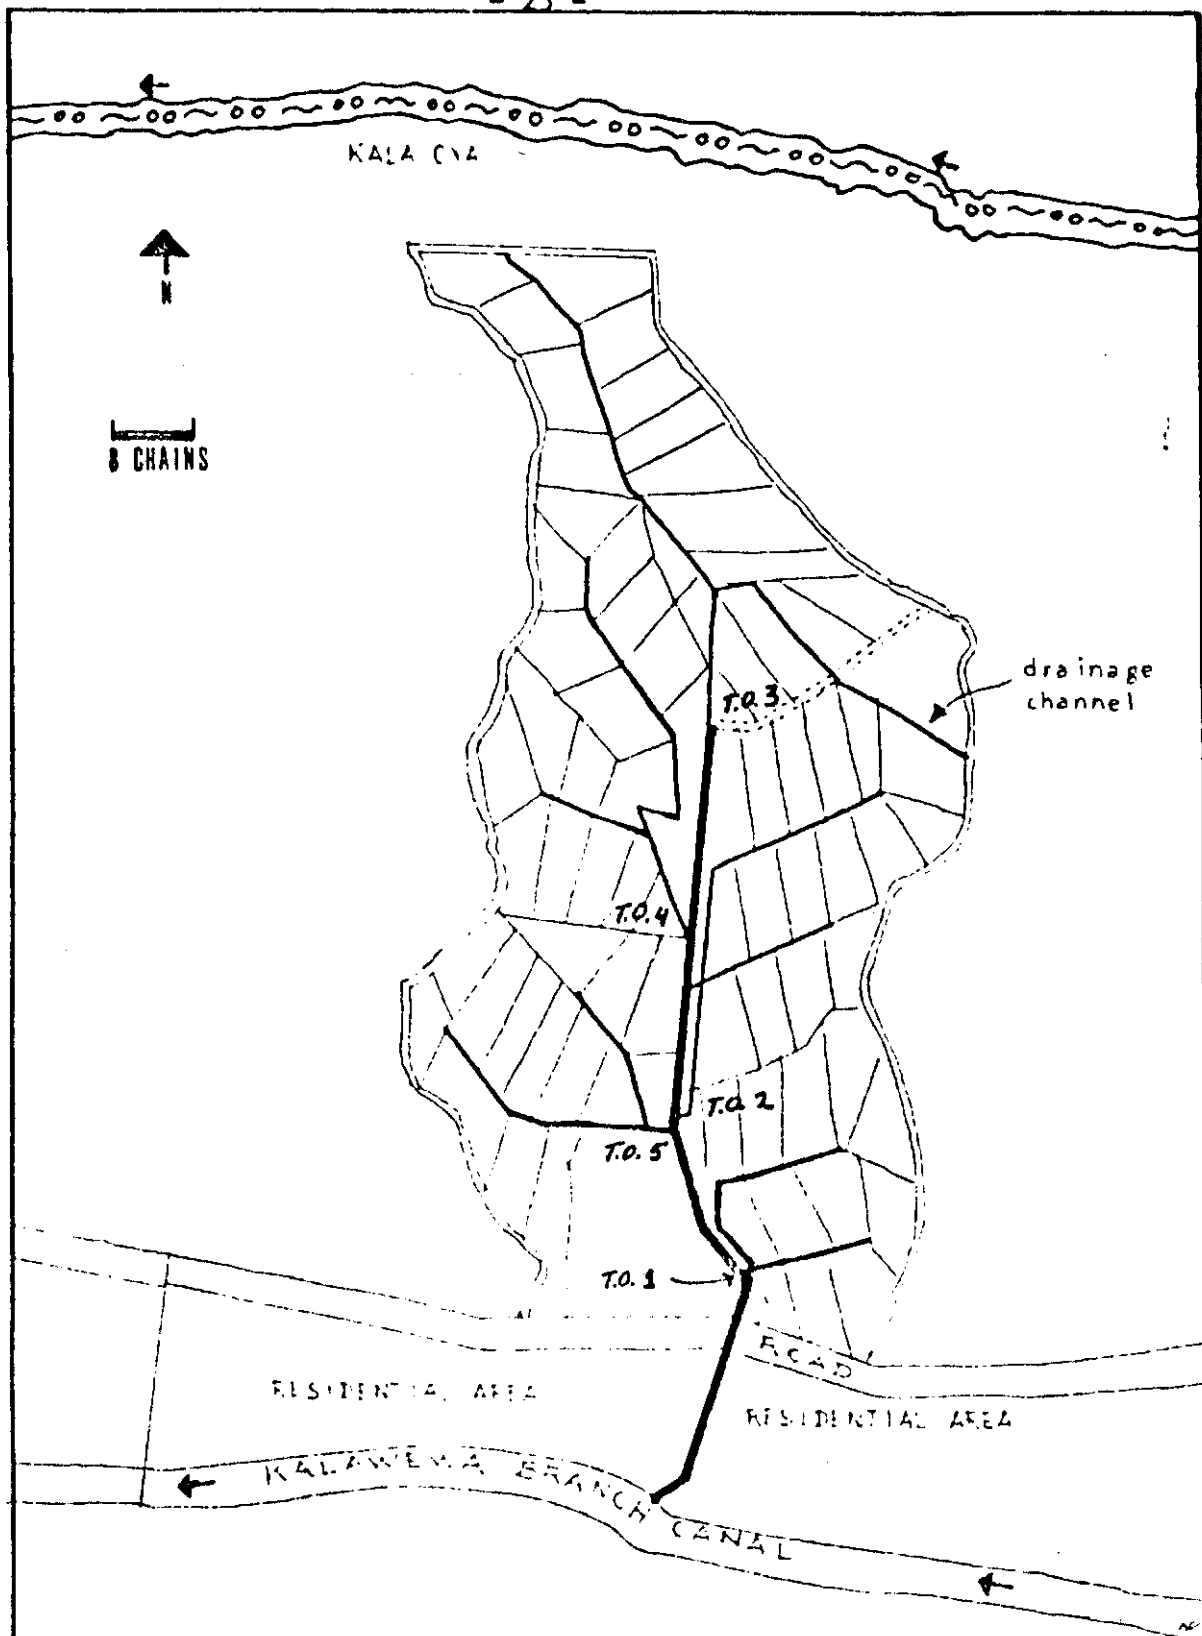 - 23 -
KALA OYA
N
8 CHAINS
drainage
channel
T.O. 3
T.O. 4
T.O. 2
T.O. 5
T.O. 1
ROAD
RESIDENTIAL AREA
RESIDENTIAL AREA
KALAWEWA BRANCH CANAL